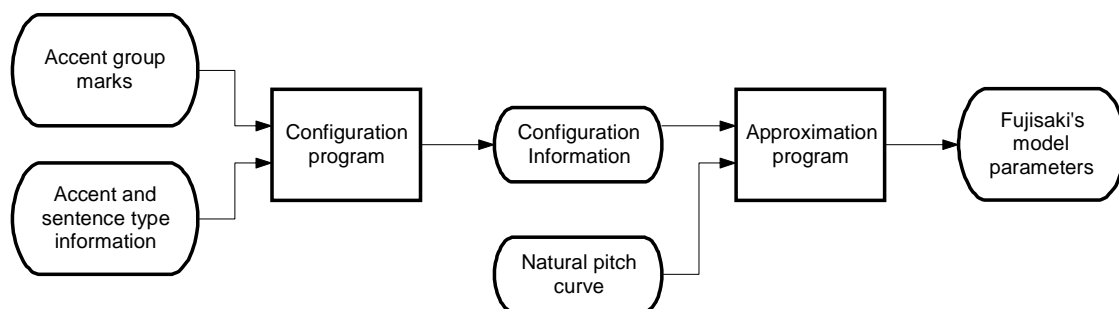 Accent group
marks
Accent and
sentence type
information
Configuration
program
Configuration
Information
Natural pitch
curve
Approximation
program
Fujisaki's
model
parameters